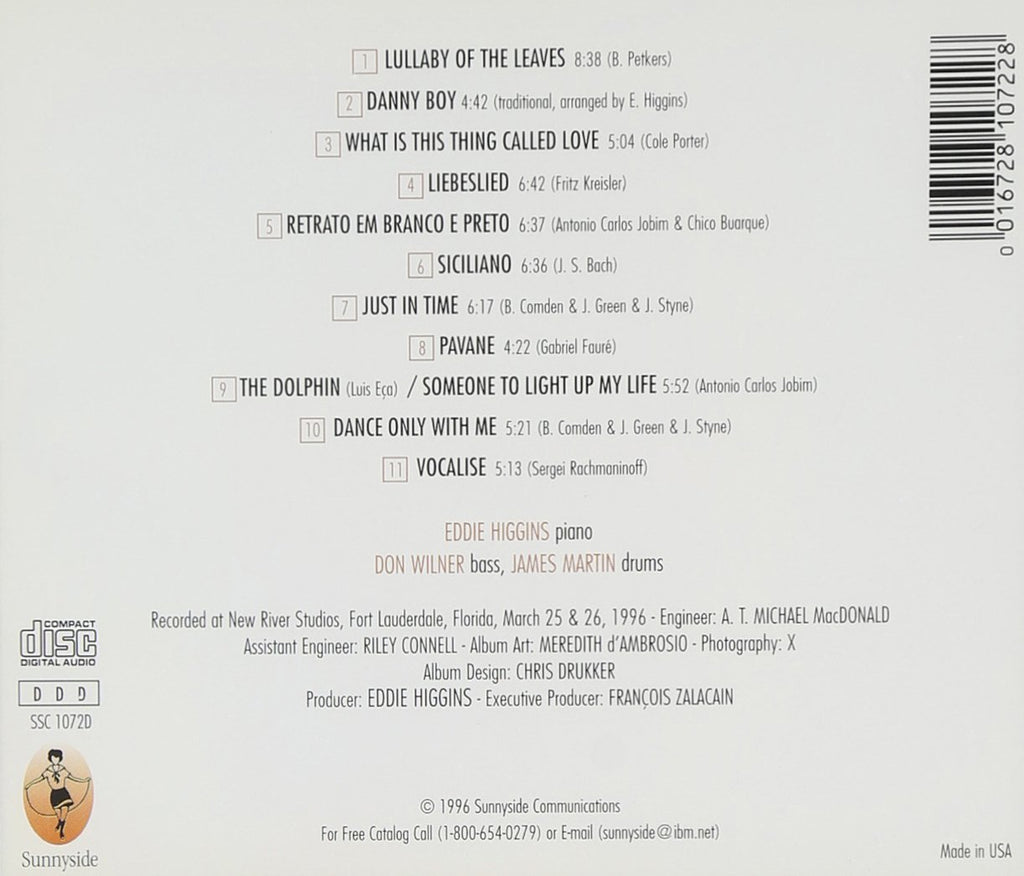 1 LULLABY OF THE LEAVES 8:38 (B. Petkers)
2 DANNY BOY 4:42 (traditional, arranged by E. Higgins)
3 WHAT IS THIS THING CALLED LOVE 5:04 (Cole Porter)
4 LIEBESLIED 6:42 (Fritz Kreisler)
5 RETRATO EM BRANCO E PRETO 6:37 (Antonio Carlos Jobim & Chico Buarque)
6 SICILIANO 6:36 (J. S. Bach)
7 JUST IN TIME 6:17 (B. Comden & J. Green & J. Styne)
8 PAVANE 4:22 (Gabriel Fauré)
9 THE DOLPHIN (Luis Eça) / SOMEONE TO LIGHT UP MY LIFE 5:52 (Antonio Carlos Jobim)
10 DANCE ONLY WITH ME 5:21 (B. Comden & J. Green & J. Styne)
11 VOCALISE 5:13 (Sergei Rachmaninoff)
0 016728 107228
EDDIE HIGGINS piano
DON WILNER bass, JAMES MARTIN drums
Recorded at New River Studios, Fort Lauderdale, Florida, March 25 & 26, 1996 - Engineer: A. T. MICHAEL MacDONALD
Assistant Engineer: RILEY CONNELL - Album Art: MEREDITH d'AMBROSIO - Photography: X
Album Design: CHRIS DRUKKER
Producer: EDDIE HIGGINS - Executive Producer: FRANÇOIS ZALACAIN
COMPACT
disc
DIGITAL AUDIO
D D D
SSC 1072D
Sunnyside
© 1996 Sunnyside Communications
For Free Catalog Call (1-800-654-0279) or E-mail (sunnyside@ibm.net)
Made in USA